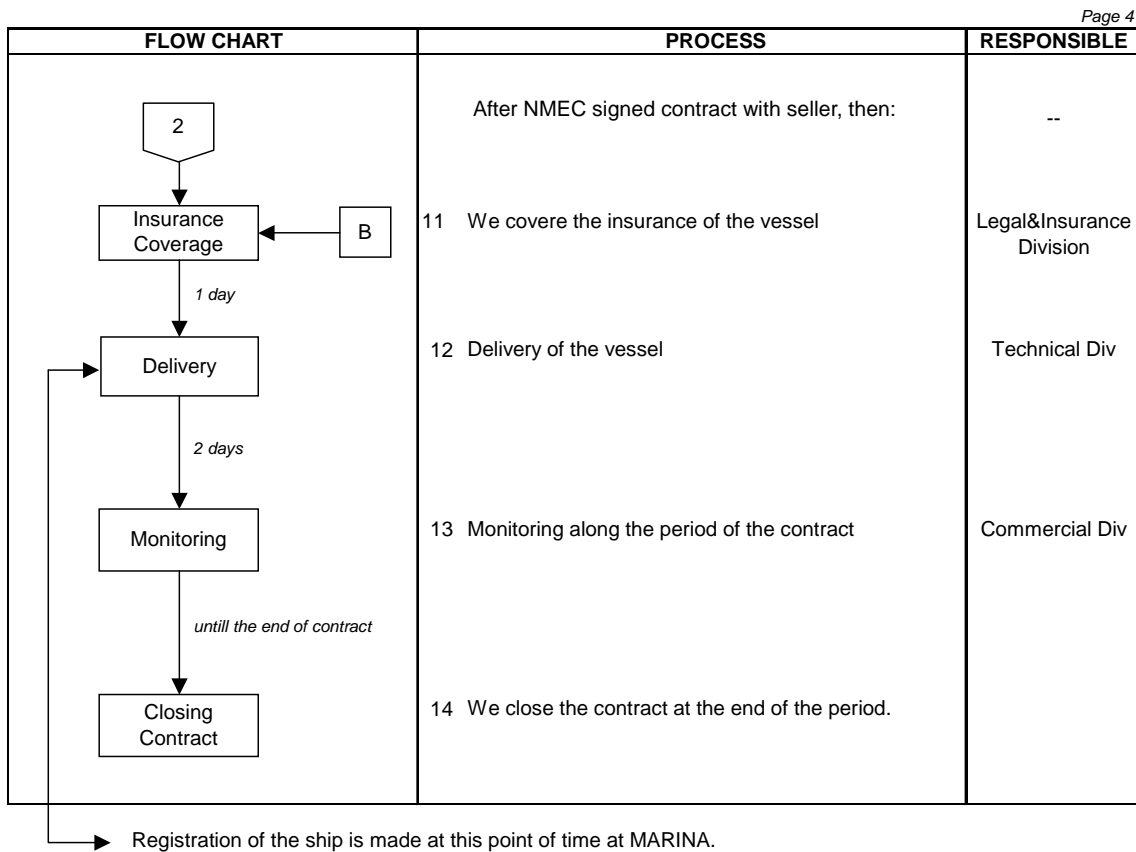 Page 4
FLOW CHART PROCESS RESPONSIBLE
2
After NMEC signed contract with seller, then:
--
Insurance
Coverage
B
11 We covere the insurance of the vessel
Legal&Insurance
Division
1 day
Delivery
12 Delivery of the vessel
Technical Div
2 days
Monitoring
13 Monitoring along the period of the contract
Commercial Div
untill the end of contract
Closing
Contract
14 We close the contract at the end of the period.
Registration of the ship is made at this point of time at MARINA.